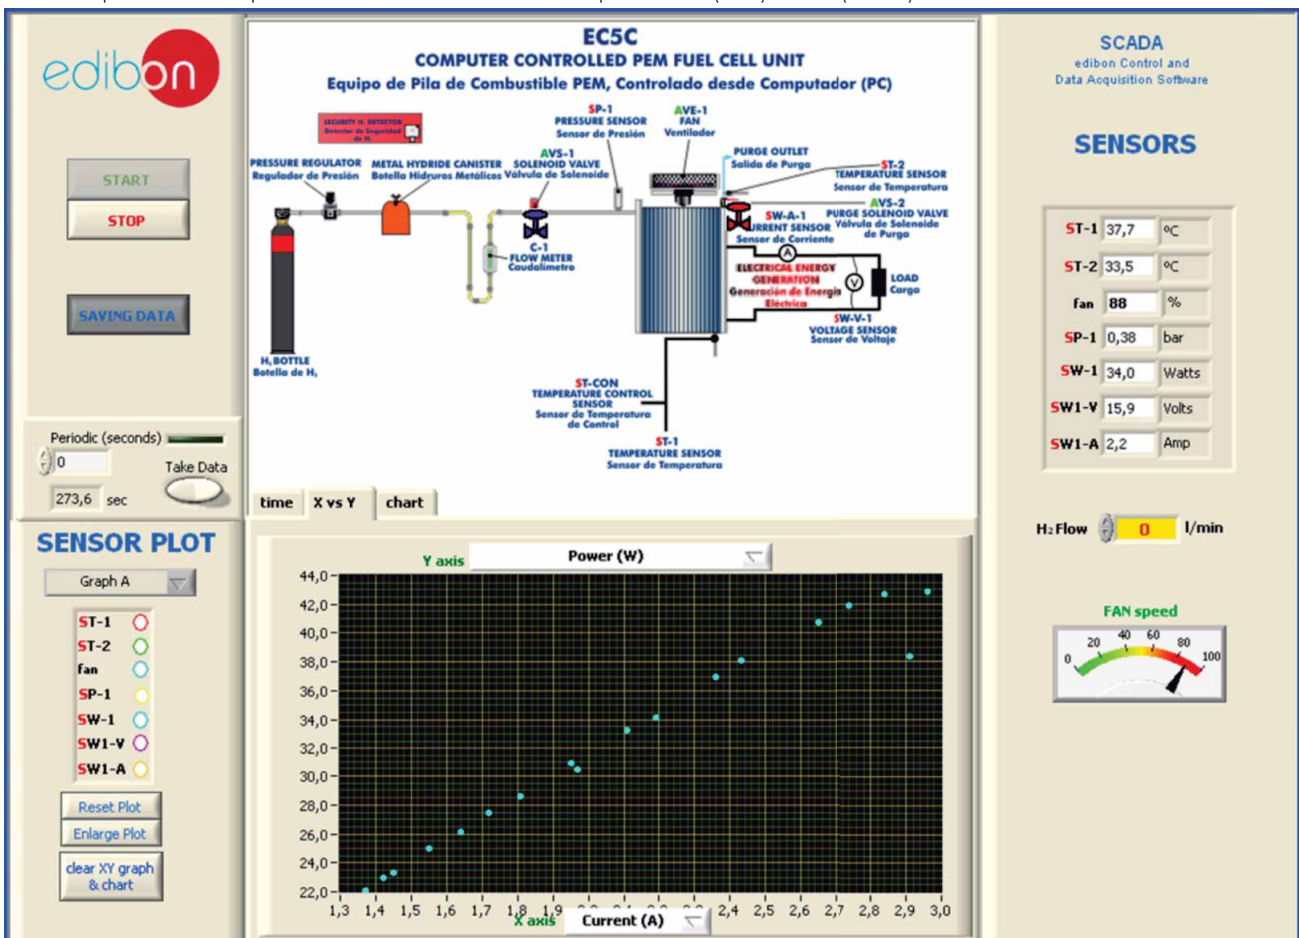 edibon
START
STOP
SAVING DATA
Periodic (seconds)
0
Take Data
273,6 sec
SENSOR PLOT
Graph A
ST-1
ST-2
fan
SP-1
SW-1
SW1-V
SW1-A
Reset Plot
Enlarge Plot
clear XY graph
& chart
EC5C
COMPUTER CONTROLLED PEM FUEL CELL UNIT
Equipo de Pila de Combustible PEM, Controlado desde Computador (PC)
SECURITY H₂ DETECTOR
Detector de Seguridad
de H₂
PRESSURE REGULATOR
Regulador de Presión
METAL HYDRIDE CANISTER
Botella Hidruros Metálicos
AVS-1
SOLENOID VALVE
Válvula de Solenoide
SP-1
PRESSURE SENSOR
Sensor de Presión
AVE-1
FAN
Ventilador
PURGE OUTLET
Salida de Purga
ST-2
TEMPERATURE SENSOR
Sensor de Temperatura
AVS-2
PURGE SOLENOID VALVE
Válvula de Solenoide
de Purga
SW-A-1
CURRENT SENSOR
Sensor de Corriente
A
C-1
FLOW METER
Caudalímetro
ELECTRICAL ENERGY
GENERATION
Generación de Energía
Eléctrica
V
LOAD
Carga
SW-V-1
VOLTAGE SENSOR
Sensor de Voltaje
H₂ BOTTLE
Botella de H₂
ST-CON
TEMPERATURE CONTROL
SENSOR
Sensor de Temperatura
de Control
ST-1
TEMPERATURE SENSOR
Sensor de Temperatura
time X vs Y chart
Y axis Power (W)
44,0
42,0
40,0
38,0
36,0
34,0
32,0
30,0
28,0
26,0
24,0
22,0
1,3 1,4 1,5 1,6 1,7 1,8 1,9 2,4 2,5 2,6 2,7 2,8 2,9 3,0
X axis Current (A)
SCADA
edibon Control and
Data Acquisition Software
SENSORS
ST-1 37,7 ºC
ST-2 33,5 ºC
fan 88 %
SP-1 0,38 bar
SW-1 34,0 Watts
SW1-V 15,9 Volts
SW1-A 2,2 Amp
H₂ Flow 0 l/min
FAN speed
0 20 40 60 80 100